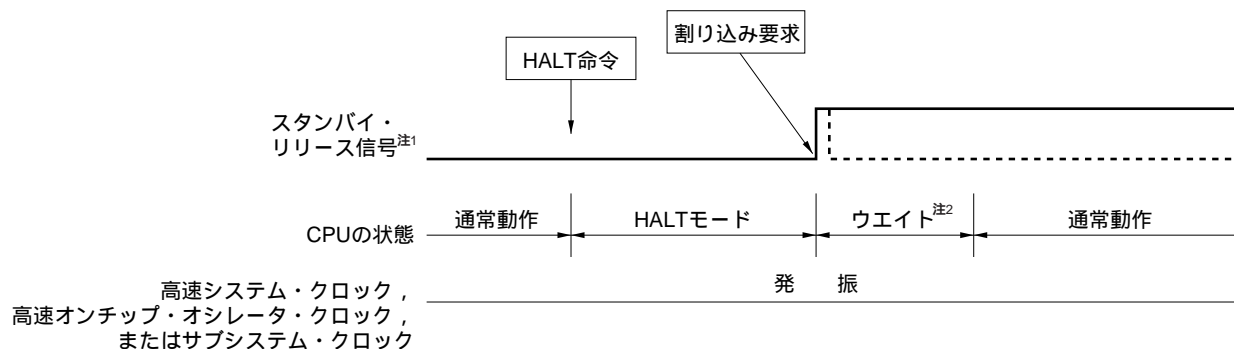 割り込み要求
HALT命令
スタンバイ・
リリース信号注1
CPUの状態
通常動作
HALTモード
ウエイト注2
通常動作
高速システム・クロック，
高速オンチップ・オシレータ・クロック，
またはサブシステム・クロック
発　振